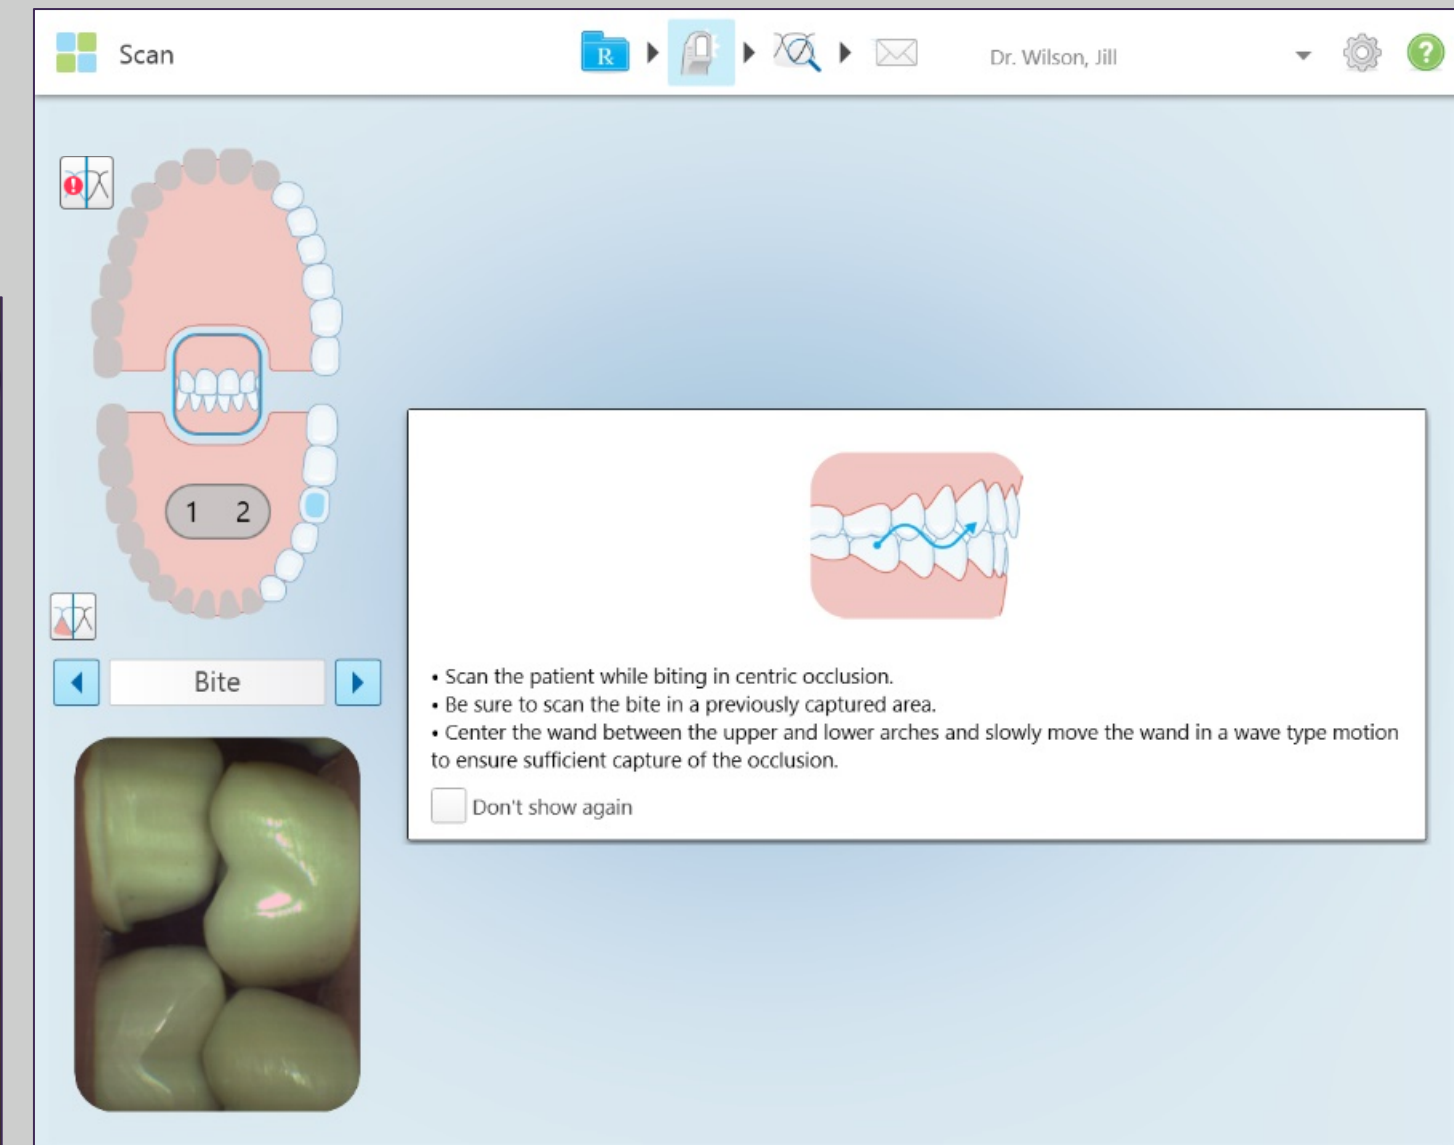 Scan
R
Dr. Wilson, Jill
?
!
1 2
Bite
• Scan the patient while biting in centric occlusion.
• Be sure to scan the bite in a previously captured area.
• Center the wand between the upper and lower arches and slowly move the wand in a wave type motion
to ensure sufficient capture of the occlusion.
Don't show again